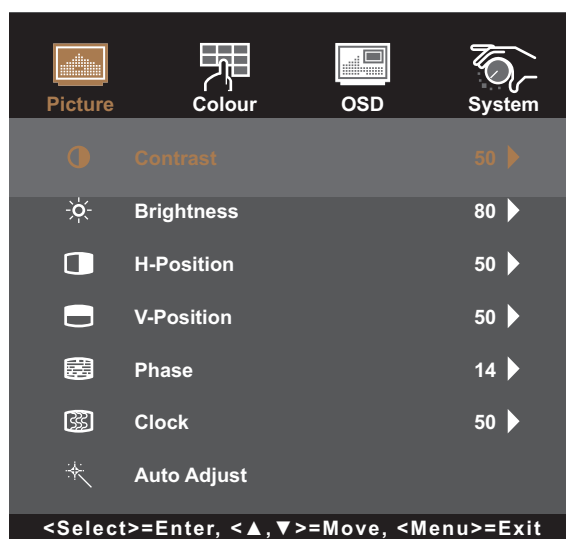 Picture Colour OSD System
Contrast 50
Brightness 80
H-Position 50
V-Position 50
Phase 14
Clock 50
Auto Adjust
<Select>=Enter, <▲,▼>=Move, <Menu>=Exit